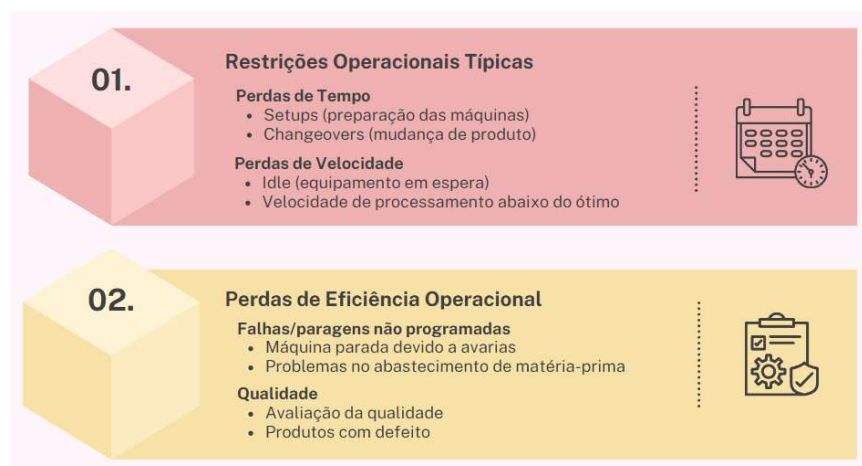 01.
Restrições Operacionais Típicas
Perdas de Tempo
• Setups (preparação das máquinas)
• Changeovers (mudança de produto)
Perdas de Velocidade
• Idle (equipamento em espera)
• Velocidade de processamento abaixo do ótimo
02.
Perdas de Eficiência Operacional
Falhas/paragens não programadas
• Máquina parada devido a avarias
• Problemas no abastecimento de matéria-prima
Qualidade
• Avaliação da qualidade
• Produtos com defeito